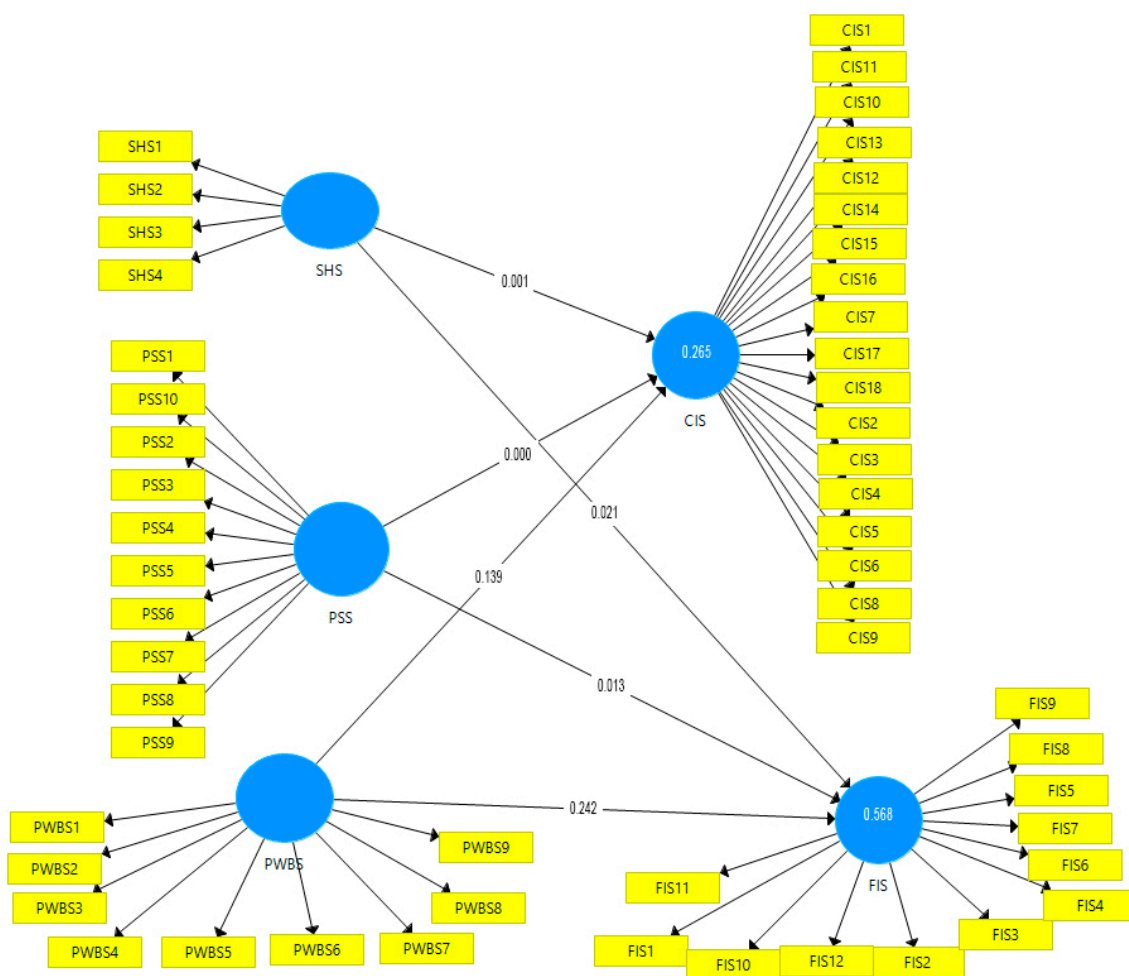 CIS1
CIS11
CIS10
CIS13
CIS12
CIS14
CIS15
CIS16
CIS7
CIS17
CIS18
CIS2
CIS3
CIS4
CIS5
CIS6
CIS8
CIS9
SHS1
SHS2
SHS3
SHS4
SHS
0.001
0.265
CIS
PSS1
PSS10
PSS2
PSS3
PSS4
PSS5
PSS6
PSS7
PSS8
PSS9
PSS
0.000
0.021
0.139
0.013
PWBS1
PWBS2
PWBS3
PWBS4
PWBS5
PWBS6
PWBS7
PWBS8
PWBS9
PWBS
0.242
0.568
FIS
FIS9
FIS8
FIS5
FIS7
FIS6
FIS4
FIS3
FIS2
FIS12
FIS10
FIS1
FIS11